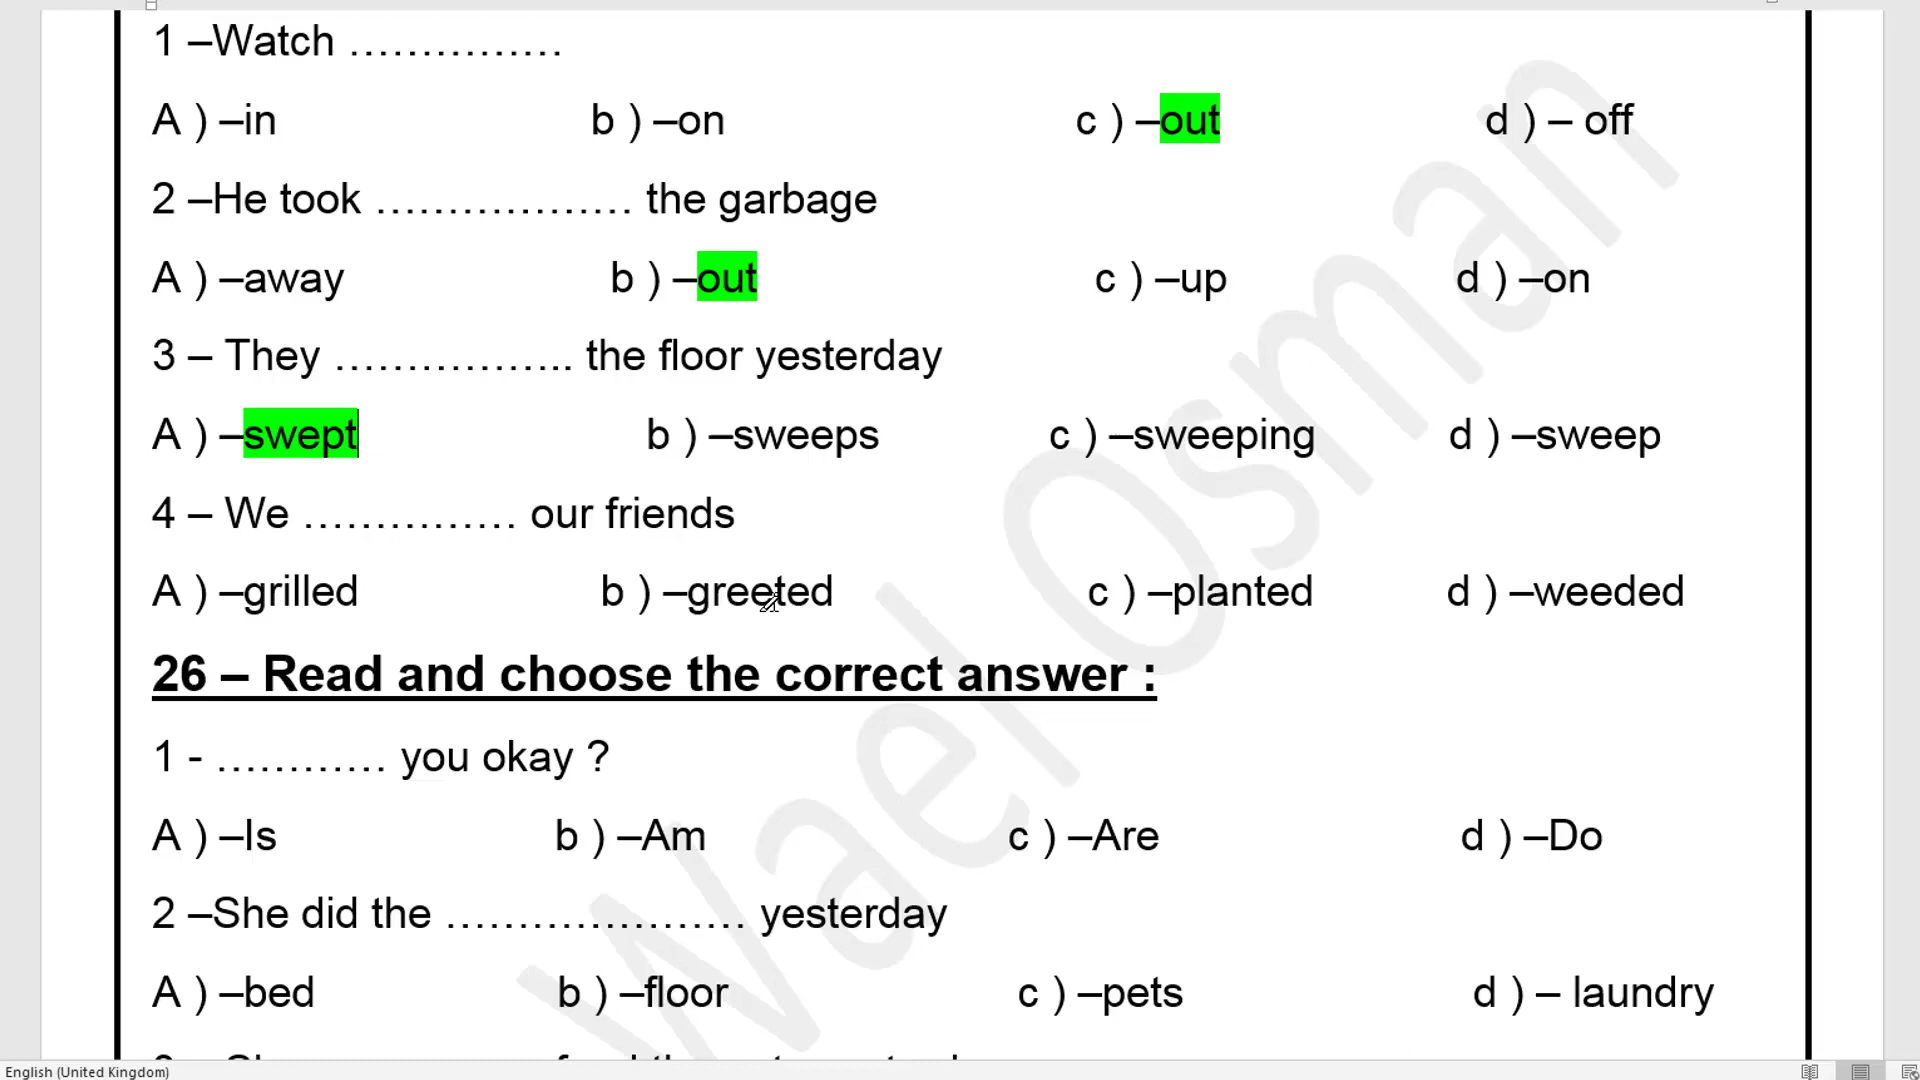 1 –Watch ……………
A ) –in b ) –on c ) –out d ) – off
2 –He took ……………… the garbage
A ) –away b ) –out c ) –up d ) –on
3 – They …………….. the floor yesterday
A ) –swept b ) –sweeps c ) –sweeping d ) –sweep
4 – We …………… our friends
A ) –grilled b ) –greeted c ) –planted d ) –weeded
26 – Read and choose the correct answer :
1 - ………… you okay ?
A ) –Is b ) –Am c ) –Are d ) –Do
2 –She did the ………………… yesterday
A ) –bed b ) –floor c ) –pets d ) – laundry
Wael Osman
English (United Kingdom)